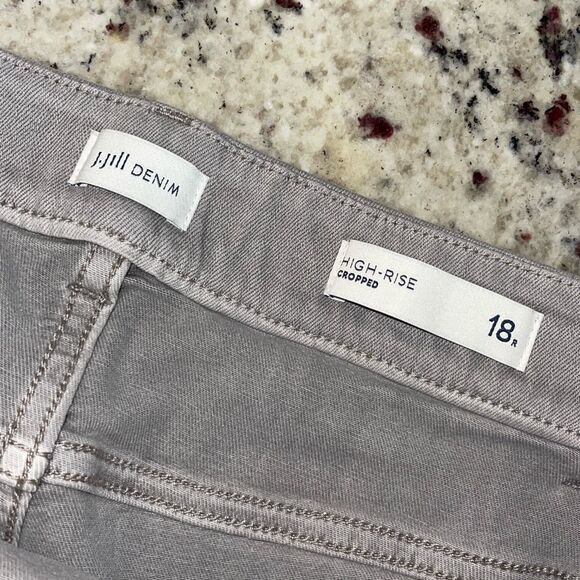 J.Jill DENIM
HIGH-RISE
CROPPED
18R